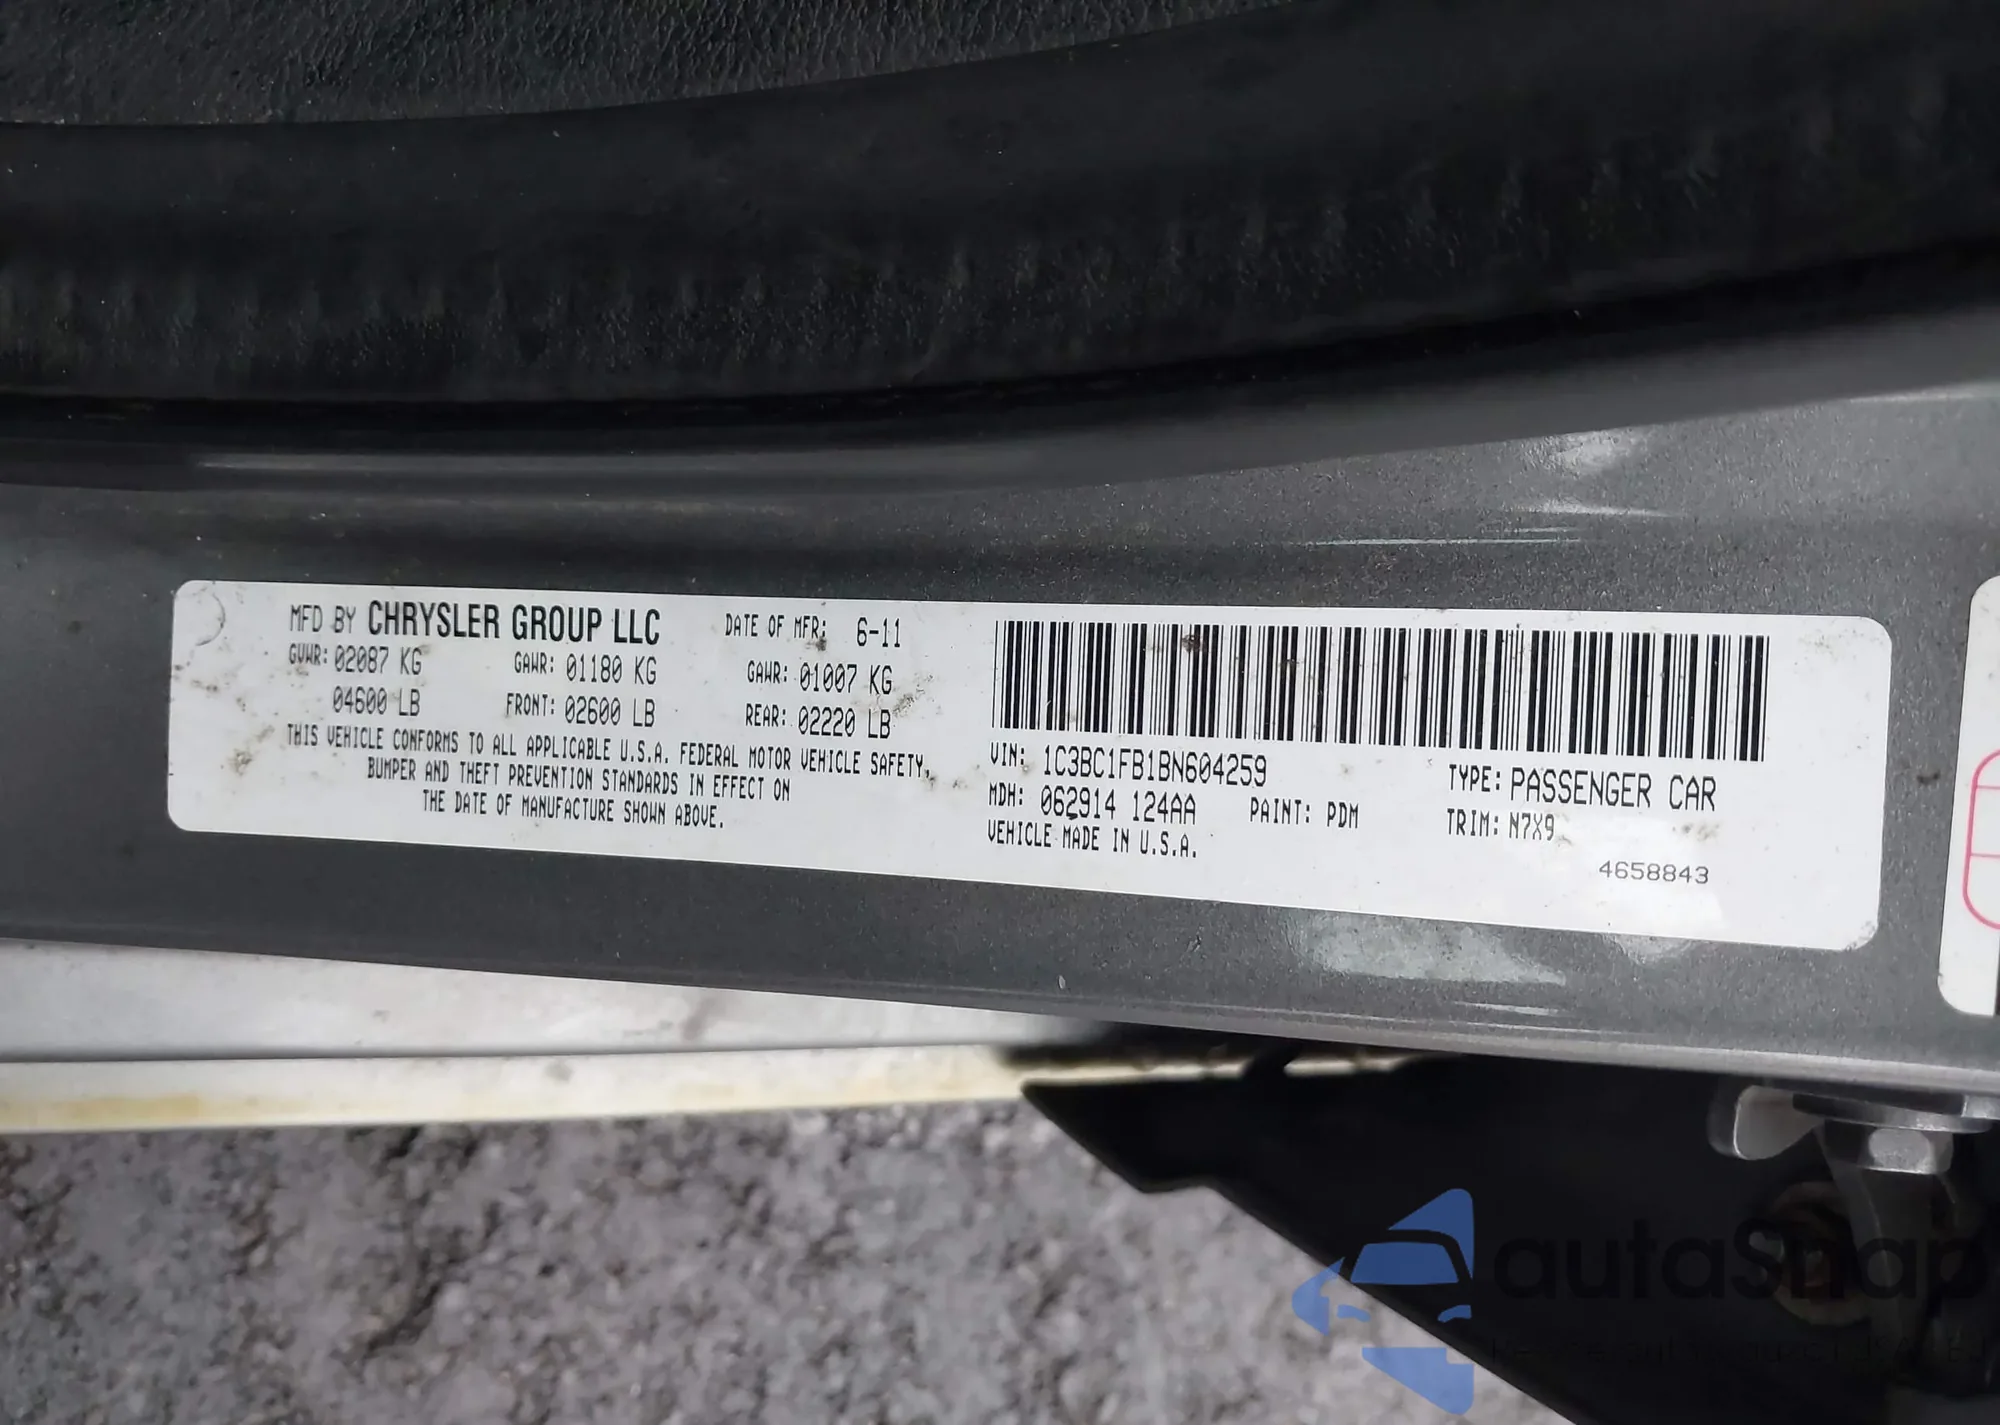 MFD BY CHRYSLER GROUP LLC DATE OF MFR: 6-11
GVWR: 02087 KG GAWR: 01180 KG GAWR: 01007 KG
04600 LB FRONT: 02600 LB REAR: 02220 LB
THIS VEHICLE CONFORMS TO ALL APPLICABLE U.S.A. FEDERAL MOTOR VEHICLE SAFETY,
BUMPER AND THEFT PREVENTION STANDARDS IN EFFECT ON
THE DATE OF MANUFACTURE SHOWN ABOVE.
VIN: 1C3BC1FB1BN604259 TYPE: PASSENGER CAR
MDH: 062914 124AA PAINT: PDM TRIM: N7X9
VEHICLE MADE IN U.S.A.
4658843
autaSnap